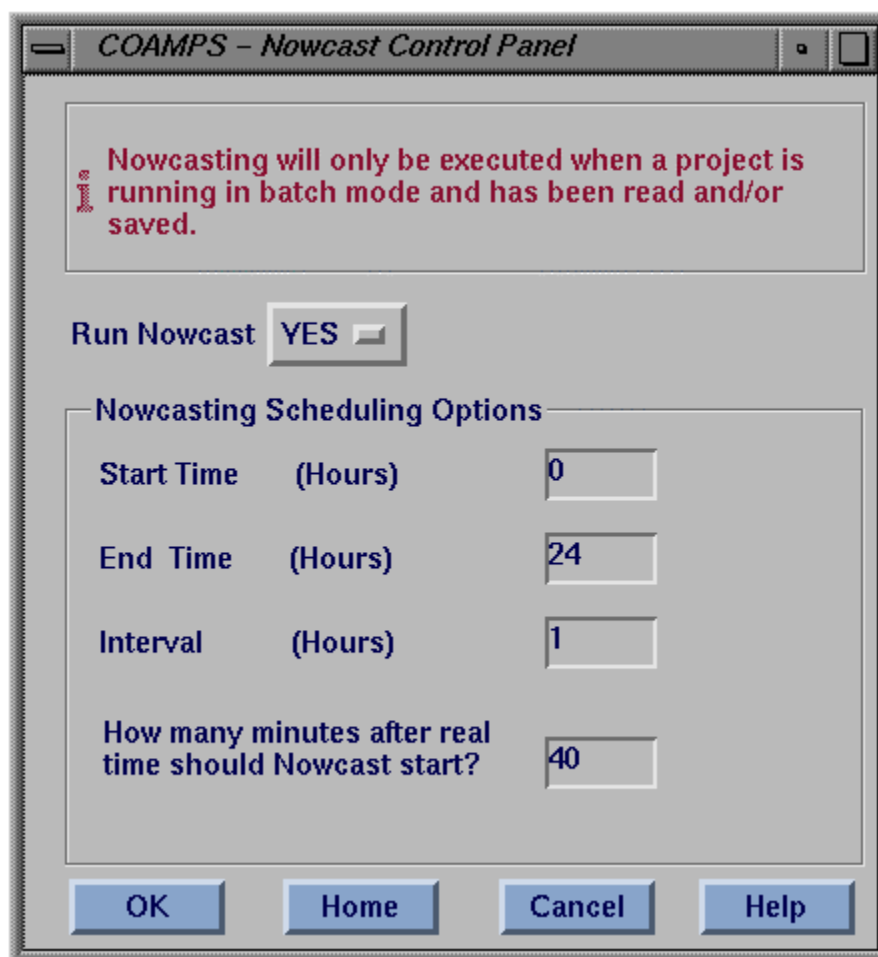 COAMPS – Nowcast Control Panel
i
Nowcasting will only be executed when a project is
running in batch mode and has been read and/or
saved.
Run Nowcast YES
Nowcasting Scheduling Options
Start Time (Hours) 0
End Time (Hours) 24
Interval (Hours) 1
How many minutes after real
time should Nowcast start? 40
OK Home Cancel Help